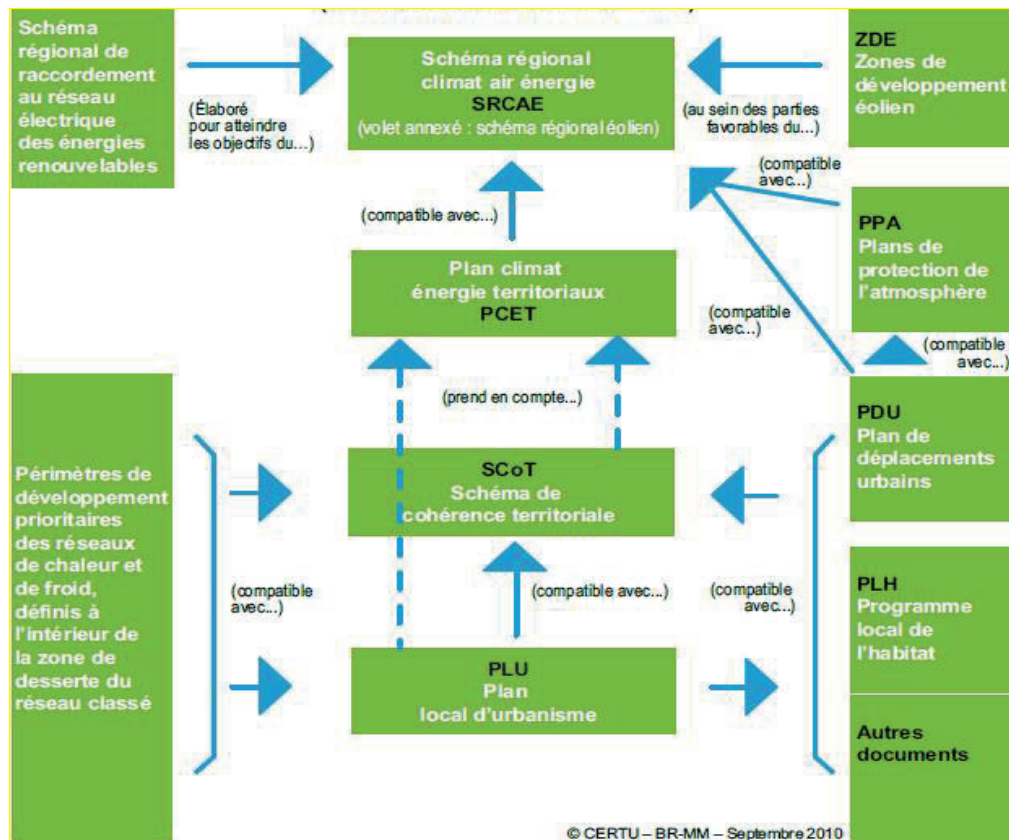 Schéma
régional de
raccordement
au réseau
électrique
des énergies
renouvelables
(Élaboré
pour atteindre
les objectifs du...)
Schéma régional
climat air énergie
SRCAE
(volet annexé : schéma régional éolien)
(au sein des parties
favorables du...)
ZDE
Zones de
développement
éolien
(compatible
avec...)
(compatible avec...)
PPA
Plans de
protection de
l'atmosphère
Plan climat
énergie territoriaux
PCET
(compatible
avec...)
(compatible
avec...)
(prend en compte...)
PDU
Plan de
déplacements
urbains
Périmètres de
développement
prioritaires
des réseaux
de chaleur et
de froid,
définis à
l'intérieur de
la zone de
desserte du
réseau classé
SCoT
Schéma de
cohérence territoriale
(compatible
avec...)
(compatible avec...)
(compatible
avec...)
PLH
Programme
local de
l'habitat
PLU
Plan
local d'urbanisme
Autres
documents
© CERTU – BR-MM – Septembre 2010